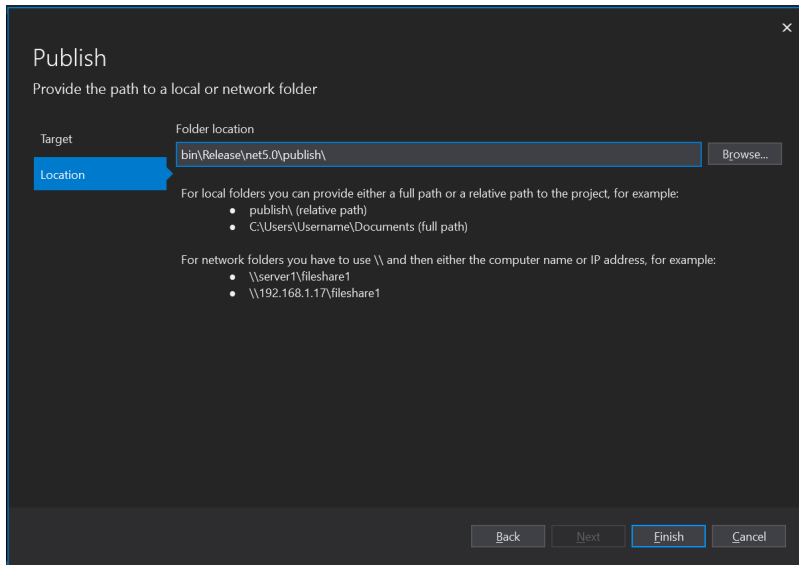 Publish
Provide the path to a local or network folder
Target
Location
Folder location
bin\Release\net5.0\publish\
Browse...
For local folders you can provide either a full path or a relative path to the project, for example:
● publish\ (relative path)
● C:\Users\Username\Documents (full path)
For network folders you have to use \\ and then either the computer name or IP address, for example:
● \\server1\fileshare1
● \\192.168.1.17\fileshare1
Back
Next
Finish
Cancel